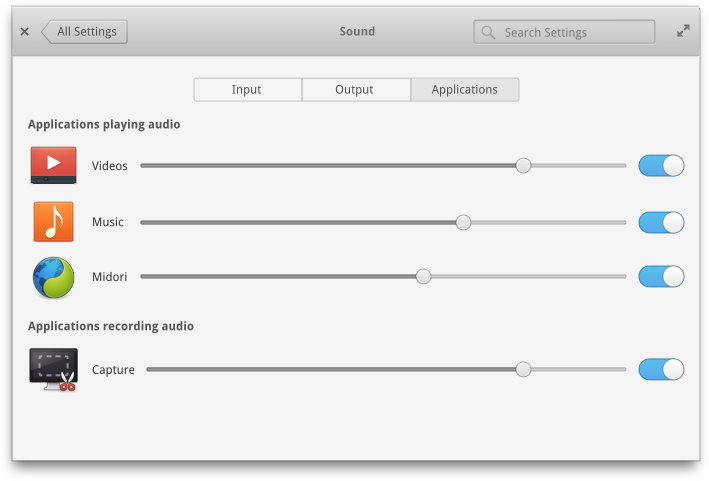 All Settings
Sound
Search Settings
Input
Output
Applications
Applications playing audio
Videos
Music
Midori
Applications recording audio
Capture